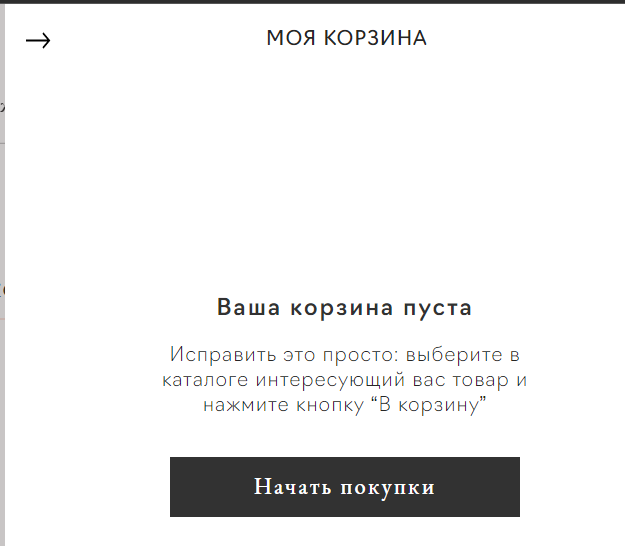 МОЯ КОРЗИНА
Ваша корзина пуста
Исправить это просто: выберите в
каталоге интересующий вас товар и
нажмите кнопку “В корзину”
Начать покупки